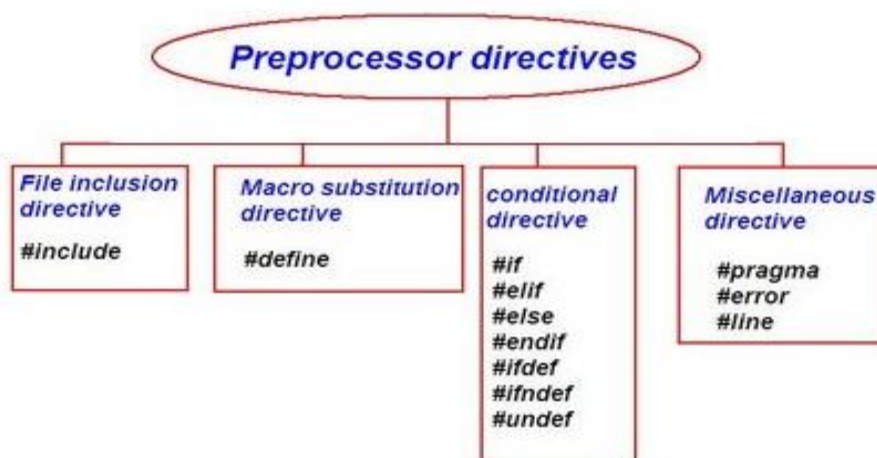 Preprocessor directives
File inclusion
directive
#include
Macro substitution
directive
#define
conditional
directive
#if
#elif
#else
#endif
#ifdef
#ifndef
#undef
Miscellaneous
directive
#pragma
#error
#line